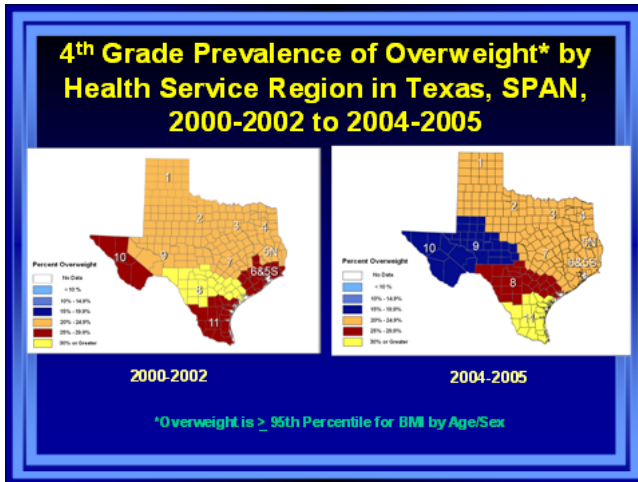 4th Grade Prevalence of Overweight* by
Health Service Region in Texas, SPAN,
2000-2002 to 2004-2005
1
2
3
4
5N
6&5S
7
8
9
10
11
Percent Overweight
No Data
< 10 %
10% - 14.9%
15% - 19.9%
20% - 24.9%
25% - 29.9%
30% or Greater
1
2
3
4
5N
6&5S
7
8
9
10
11
Percent Overweight
No Data
< 10 %
10% - 14.9%
15% - 19.9%
20% - 24.9%
25% - 29.9%
30% or Greater
2000-2002
2004-2005
*Overweight is ≥ 95th Percentile for BMI by Age/Sex